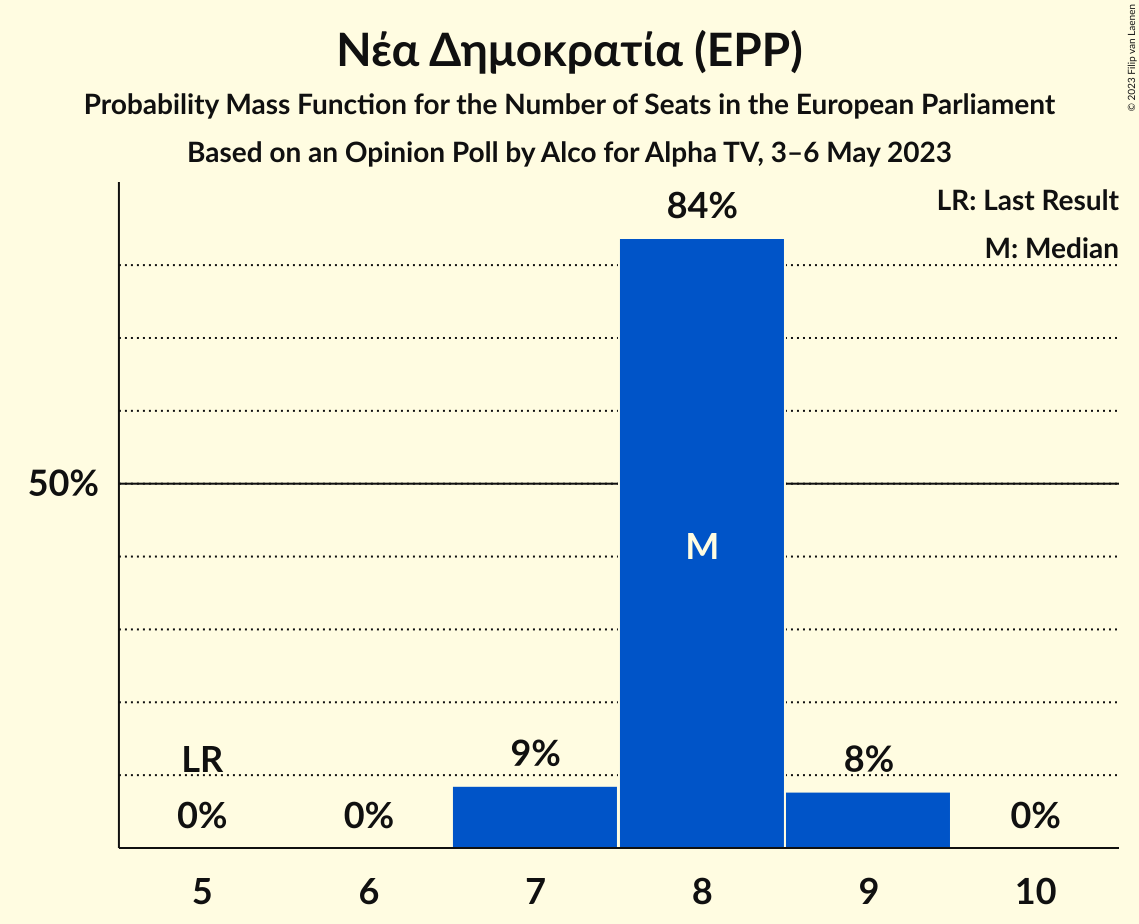 Νέα Δημοκρατία (EPP)
Probability Mass Function for the Number of Seats in the European Parliament
Based on an Opinion Poll by Alco for Alpha TV, 3–6 May 2023
© 2023 Filip van Laenen
LR: Last Result
M: Median
84%
50%
M
LR
9%
8%
0%
0%
0%
5
6
7
8
9
10